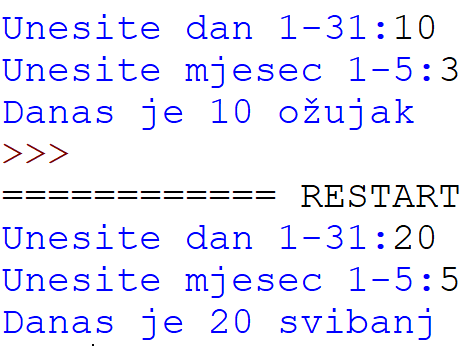 Unesite dan 1-31:10
Unesite mjesec 1-5:3
Danas je 10 ožujak
>>>
============ RESTART
Unesite dan 1-31:20
Unesite mjesec 1-5:5
Danas je 20 svibanj